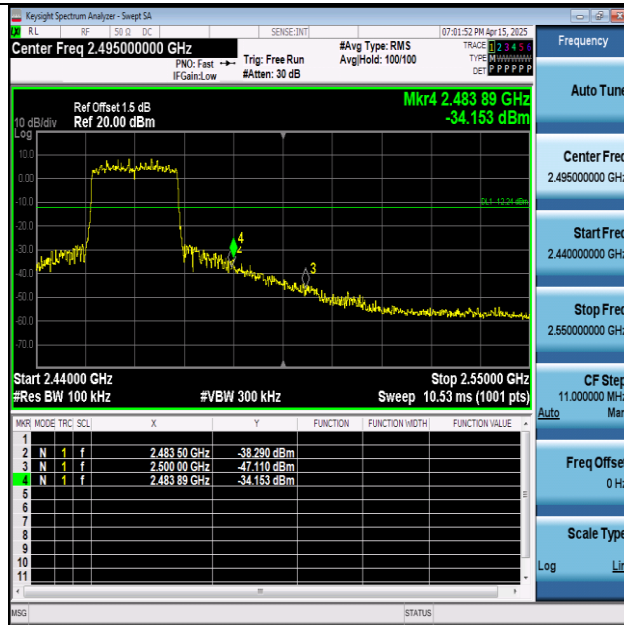 Keysight Spectrum Analyzer - Swept SA
RL RF 50 Ω DC SENSE:INT 07:01:52 PM Apr 15, 2025
Center Freq 2.495000000 GHz #Avg Type: RMS TRACE 1 2 3 4 5 6
PNO: Fast Trig: Free Run Avg|Hold: 100/100 TYPE M
IFGain:Low #Atten: 30 dB DET P P P P P P
Ref Offset 1.5 dB Mkr4 2.483 89 GHz
10 dB/div Ref 20.00 dBm -34.153 dBm
Log
10.0
0.00
-10.0
DL1 -12.24 dBm
-20.0
4
-30.0
2
3
-40.0
-50.0
-60.0
-70.0
Start 2.44000 GHz Stop 2.55000 GHz
#Res BW 100 kHz #VBW 300 kHz Sweep 10.53 ms (1001 pts)
MKR MODE TRC SCL X Y FUNCTION FUNCTION WIDTH FUNCTION VALUE
1
2 N 1 f 2.483 50 GHz -38.290 dBm
3 N 1 f 2.500 00 GHz -47.110 dBm
4 N 1 f 2.483 89 GHz -34.153 dBm
5
6
7
8
9
10
11
MSG STATUS
Frequency
Auto Tune
Center Freq
2.495000000 GHz
Start Freq
2.440000000 GHz
Stop Freq
2.550000000 GHz
CF Step
11.000000 MHz
Auto Man
Freq Offset
0 Hz
Scale Type
Log Lin